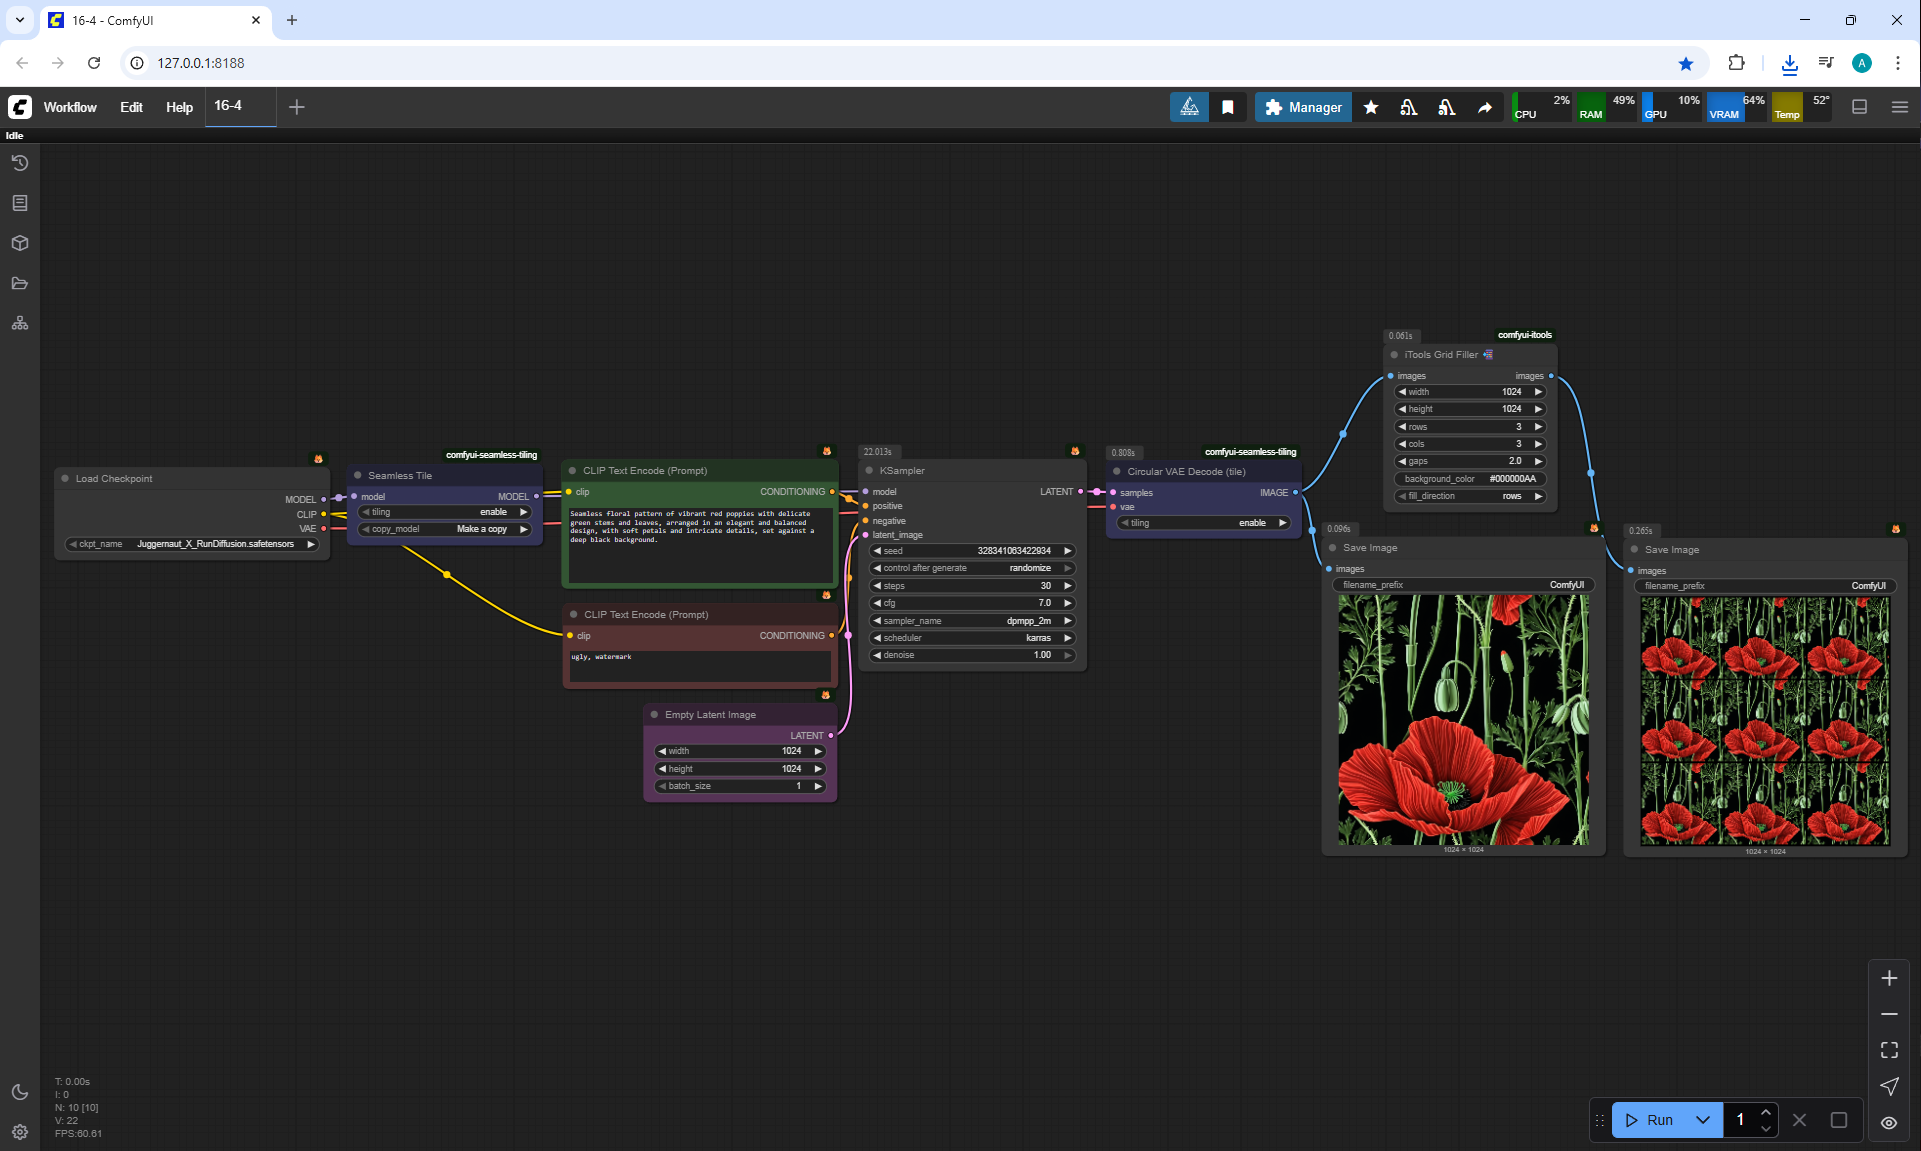 16-4 - ComfyUI
127.0.0.1:8188
A
Workflow Edit Help 16-4
Manager
CPU 2%
RAM 49%
GPU 10%
VRAM 64%
Temp 52°
Idle
Load Checkpoint
MODEL
CLIP
VAE
ckpt_name Juggernaut_X_RunDiffusion.safetensors
comfyui-seamless-tiling
Seamless Tile
model MODEL
tiling enable
copy_model Make a copy
CLIP Text Encode (Prompt)
clip CONDITIONING
Seamless floral pattern of vibrant red poppies with delicate
green stems and leaves, arranged in an elegant and balanced
design, with soft petals and intricate details, set against a
deep black background.
CLIP Text Encode (Prompt)
clip CONDITIONING
ugly, watermark
Empty Latent Image
LATENT
width 1024
height 1024
batch_size 1
22.013s
KSampler
model LATENT
positive
negative
latent_image
seed 328341063422934
control after generate randomize
steps 30
cfg 7.0
sampler_name dpmpp_2m
scheduler karras
denoise 1.00
0.808s comfyui-seamless-tiling
Circular VAE Decode (tile)
samples IMAGE
vae
tiling enable
0.061s comfyui-itools
iTools Grid Filler
images images
width 1024
height 1024
rows 3
cols 3
gaps 2.0
background_color #000000AA
fill_direction rows
0.096s
Save Image
images
filename_prefix ComfyUI
1024 × 1024
0.265s
Save Image
images
filename_prefix ComfyUI
1024 × 1024
T: 0.00s
I: 0
N: 10 [10]
V: 22
FPS:60.61
Run 1